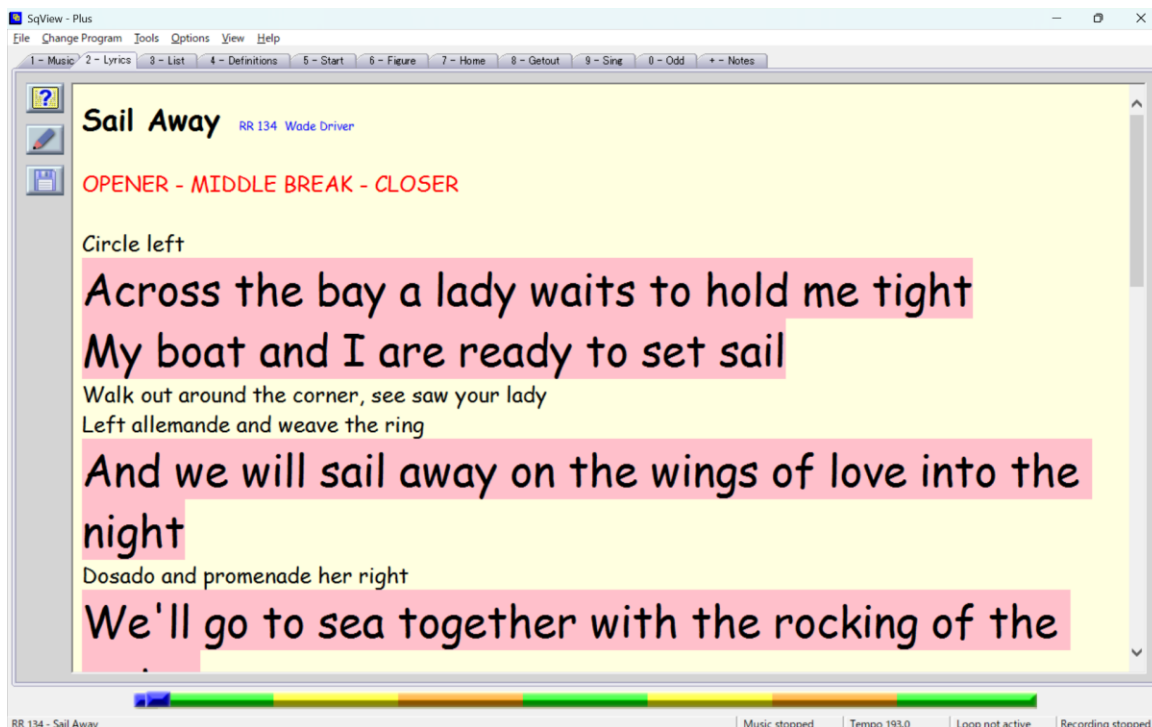 SqView - Plus
File Change Program Tools Options View Help
1 - Music 2 - Lyrics 3 - List 4 - Definitions 5 - Start 6 - Figure 7 - Home 8 - Getout 9 - Sing 0 - Odd + - Notes
Sail Away RR 134 Wade Driver
OPENER - MIDDLE BREAK - CLOSER
Circle left
Across the bay a lady waits to hold me tight
My boat and I are ready to set sail
Walk out around the corner, see saw your lady
Left allemande and weave the ring
And we will sail away on the wings of love into the
night
Dosado and promenade her right
We'll go to sea together with the rocking of the
RR 134 - Sail Away Music stopped Tempo 193.0 Loop not active Recording stopped